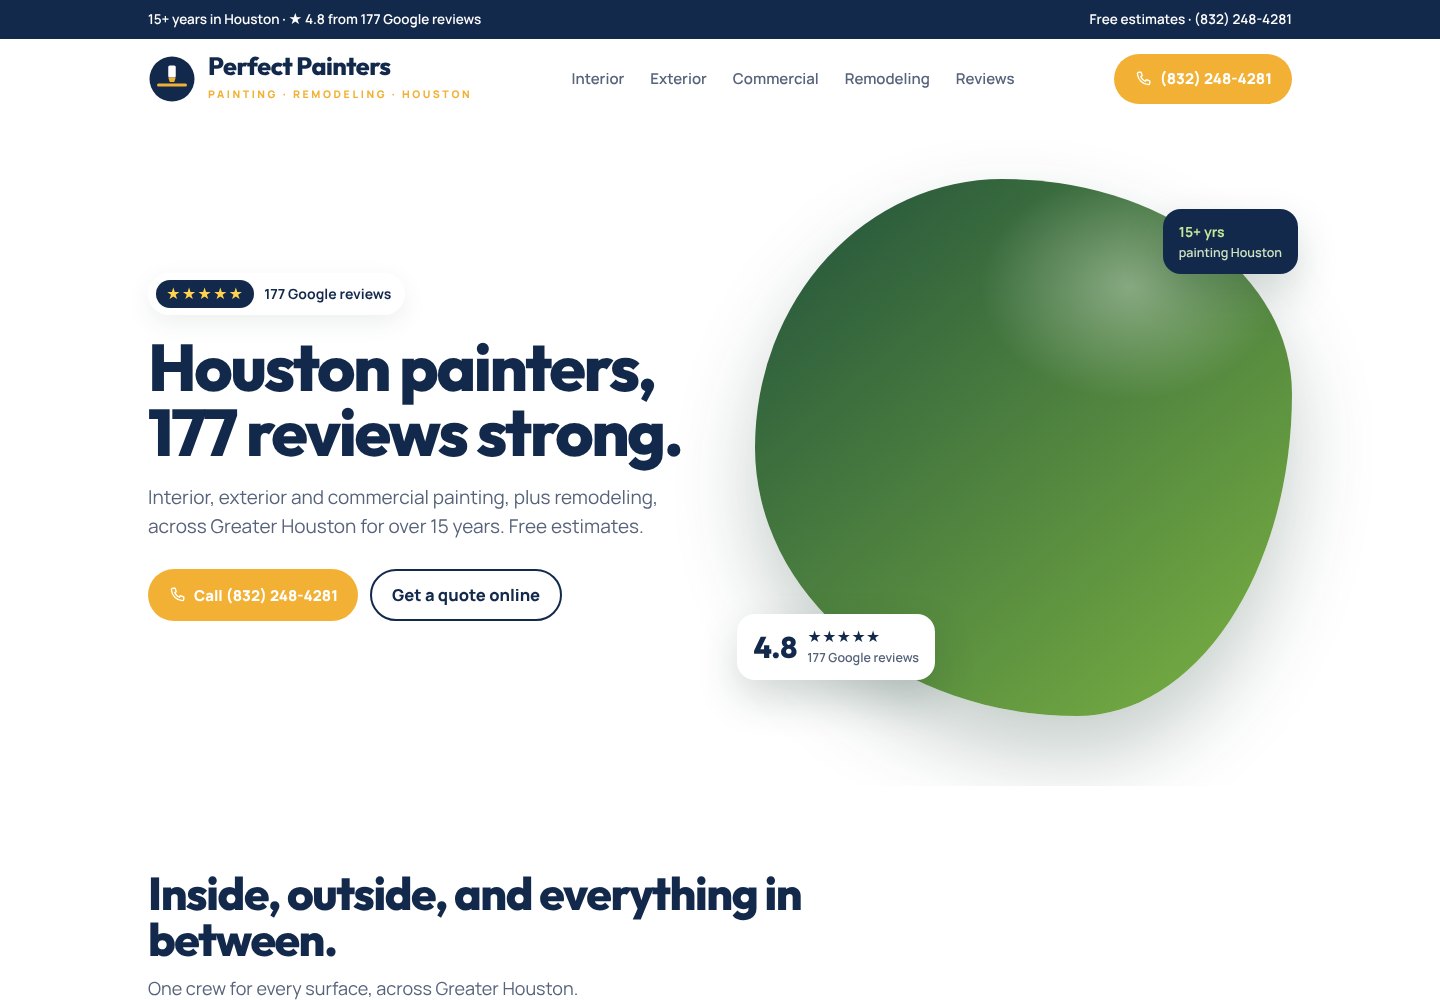 15+ years in Houston · ★ 4.8 from 177 Google reviews
Free estimates · (832) 248-4281
Perfect Painters
PAINTING · REMODELING · HOUSTON
Interior
Exterior
Commercial
Remodeling
Reviews
(832) 248-4281
15+ yrs
painting Houston
★★★★★ 177 Google reviews
Houston painters,
177 reviews strong.
Interior, exterior and commercial painting, plus remodeling,
across Greater Houston for over 15 years. Free estimates.
Call (832) 248-4281
Get a quote online
4.8
★★★★★
177 Google reviews
Inside, outside, and everything in
between.
One crew for every surface, across Greater Houston.